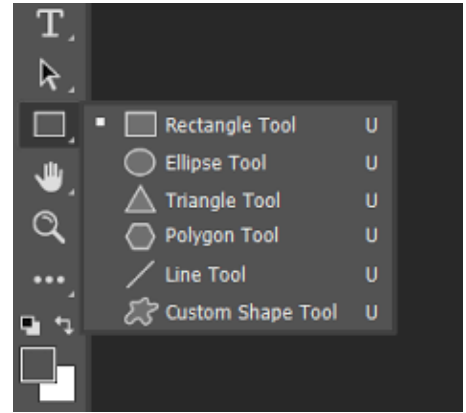 T
Rectangle Tool U
Ellipse Tool U
Triangle Tool U
Polygon Tool U
Line Tool U
Custom Shape Tool U